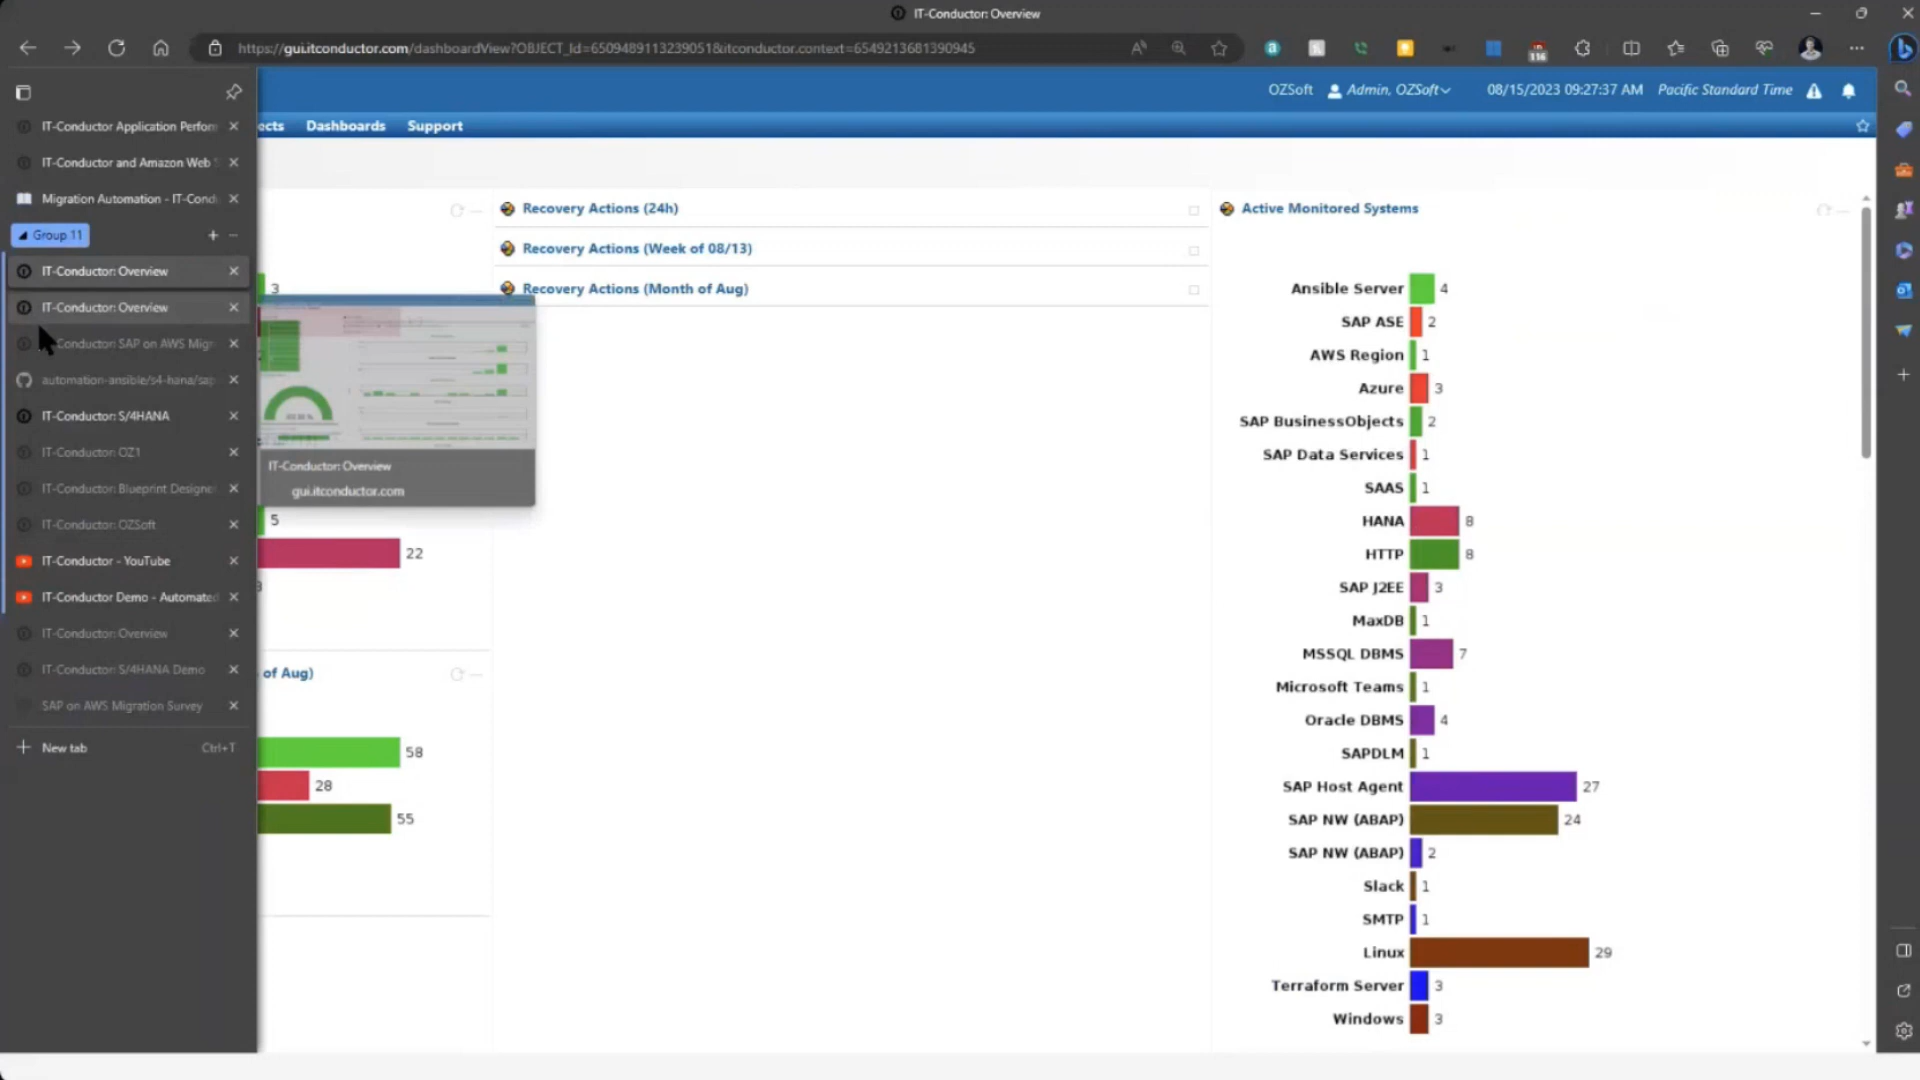 IT-Conductor: Overview
https://gui.itconductor.com/dashboardView?OBJECT_Id=6509489113239051&itconductor.context=6549213681390945
116
OZSoft Admin, OZSoft 08/15/2023 09:27:37 AM Pacific Standard Time
ects Dashboards Support
IT-Conductor Application Perforn
IT-Conductor and Amazon Web
Migration Automation - IT-Cond
Group 11
IT-Conductor: Overview
IT-Conductor: Overview
-Conductor: SAP on AWS Migr
automation-ansible/s4-hana/sap
IT-Conductor: S/4HANA
IT-Conductor: OZ1
IT-Conductor: Blueprint Designe
IT-Conductor: OZSoft
IT-Conductor - YouTube
IT-Conductor Demo - Automated
IT-Conductor: Overview
IT-Conductor: S/4HANA Demo
SAP on AWS Migration Survey
New tab Ctrl+T
3
IT-Conductor: Overview
gui.itconductor.com
5
22
3
of Aug)
58
28
55
Recovery Actions (24h)
Recovery Actions (Week of 08/13)
Recovery Actions (Month of Aug)
Active Monitored Systems
Ansible Server 4
SAP ASE 2
AWS Region 1
Azure 3
SAP BusinessObjects 2
SAP Data Services 1
SAAS 1
HANA 8
HTTP 8
SAP J2EE 3
MaxDB 1
MSSQL DBMS 7
Microsoft Teams 1
Oracle DBMS 4
SAPDLM 1
SAP Host Agent 27
SAP NW (ABAP) 24
SAP NW (ABAP) 2
Slack 1
SMTP 1
Linux 29
Terraform Server 3
Windows 3